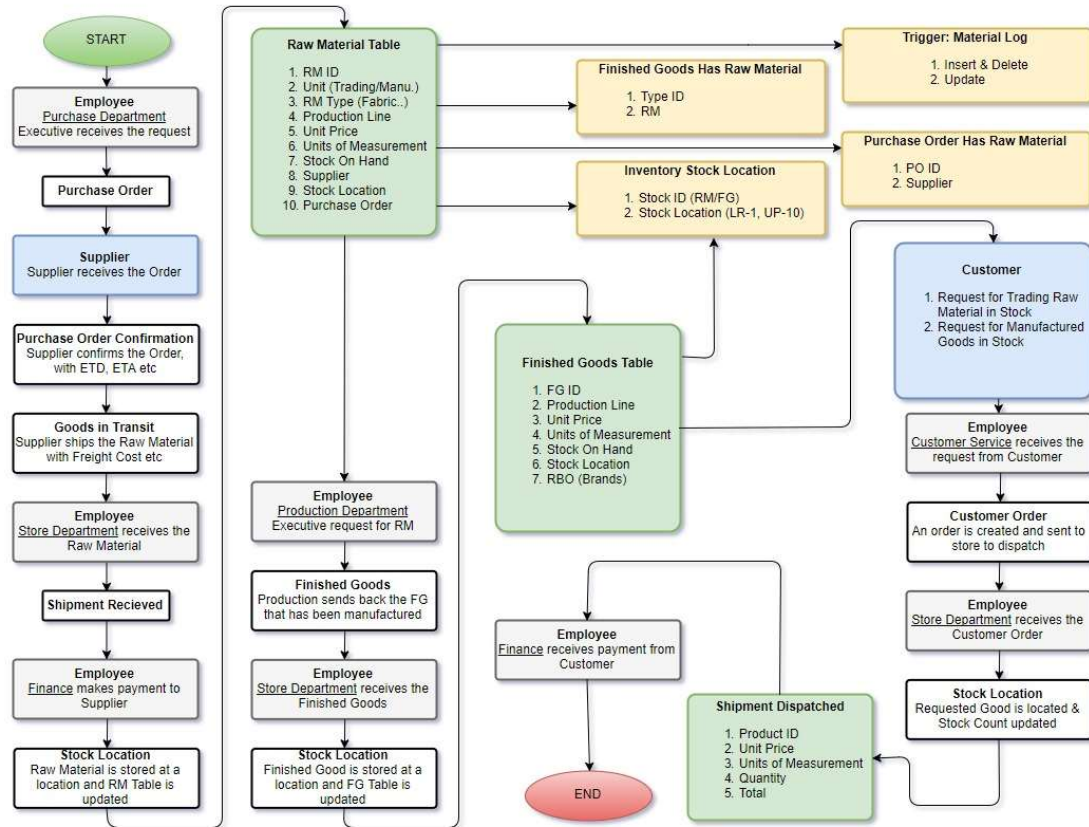 START
Employee
Purchase Department
Executive receives the request
Purchase Order
Supplier
Supplier receives the Order
Purchase Order Confirmation
Supplier confirms the Order,
with ETD, ETA etc
Goods in Transit
Supplier ships the Raw Material
with Freight Cost etc
Employee
Store Department receives the
Raw Material
Shipment Recieved
Employee
Finance makes payment to
Supplier
Stock Location
Raw Material is stored at a
location and RM Table is
updated
Raw Material Table
1. RM ID
2. Unit (Trading/Manu.)
3. RM Type (Fabric..)
4. Production Line
5. Unit Price
6. Units of Measurement
7. Stock On Hand
8. Supplier
9. Stock Location
10. Purchase Order
Finished Goods Has Raw Material
1. Type ID
2. RM
Trigger: Material Log
1. Insert & Delete
2. Update
Purchase Order Has Raw Material
1. PO ID
2. Supplier
Inventory Stock Location
1. Stock ID (RM/FG)
2. Stock Location (LR-1, UP-10)
Employee
Production Department
Executive request for RM
Finished Goods
Production sends back the FG
that has been manufactured
Employee
Store Department receives the
Finished Goods
Stock Location
Finished Good is stored at a
location and FG Table is
updated
Finished Goods Table
1. FG ID
2. Production Line
3. Unit Price
4. Units of Measurement
5. Stock On Hand
6. Stock Location
7. RBO (Brands)
Customer
1. Request for Trading Raw
Material in Stock
2. Request for Manufactured
Goods in Stock
Employee
Customer Service receives the
request from Customer
Customer Order
An order is created and sent to
store to dispatch
Employee
Store Department receives the
Customer Order
Stock Location
Requested Good is located &
Stock Count updated
Shipment Dispatched
1. Product ID
2. Unit Price
3. Units of Measurement
4. Quantity
5. Total
Employee
Finance receives payment from
Customer
END